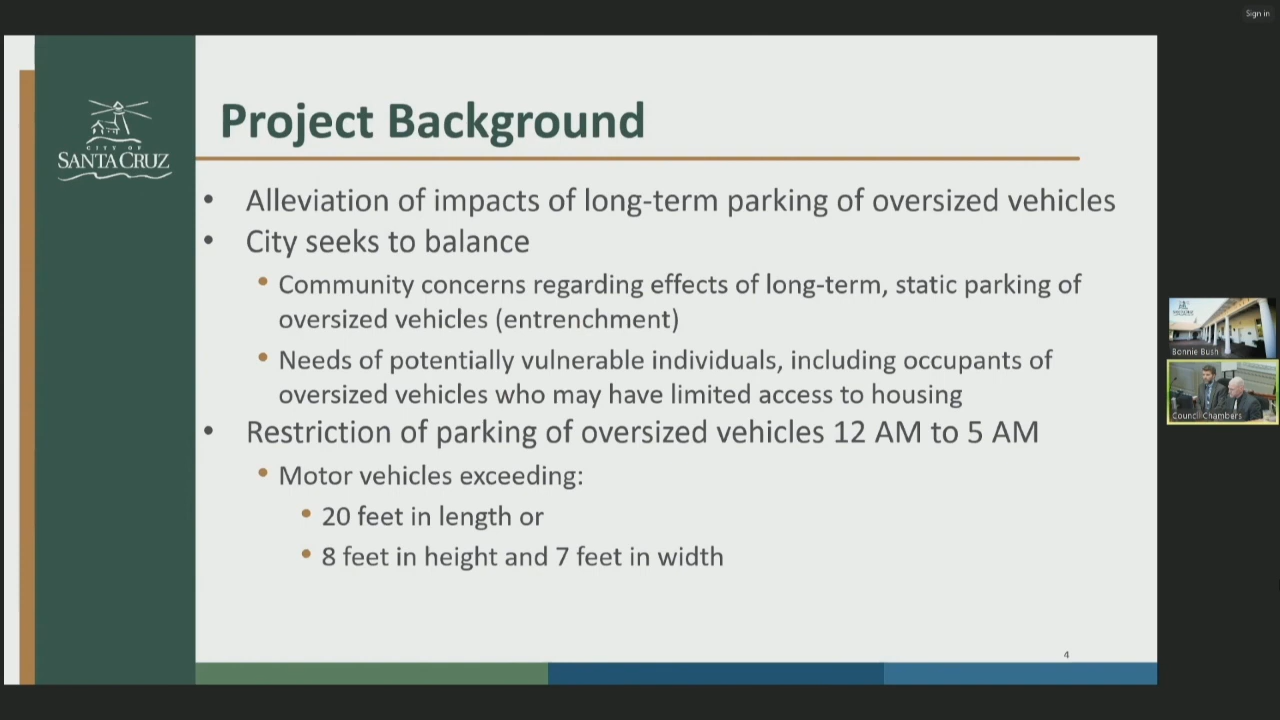 Sign in
CITY OF
SANTA CRUZ
Project Background
• Alleviation of impacts of long-term parking of oversized vehicles
• City seeks to balance
• Community concerns regarding effects of long-term, static parking of
oversized vehicles (entrenchment)
• Needs of potentially vulnerable individuals, including occupants of
oversized vehicles who may have limited access to housing
• Restriction of parking of oversized vehicles 12 AM to 5 AM
• Motor vehicles exceeding:
• 20 feet in length or
• 8 feet in height and 7 feet in width
4
Bonnie Bush
Council Chambers